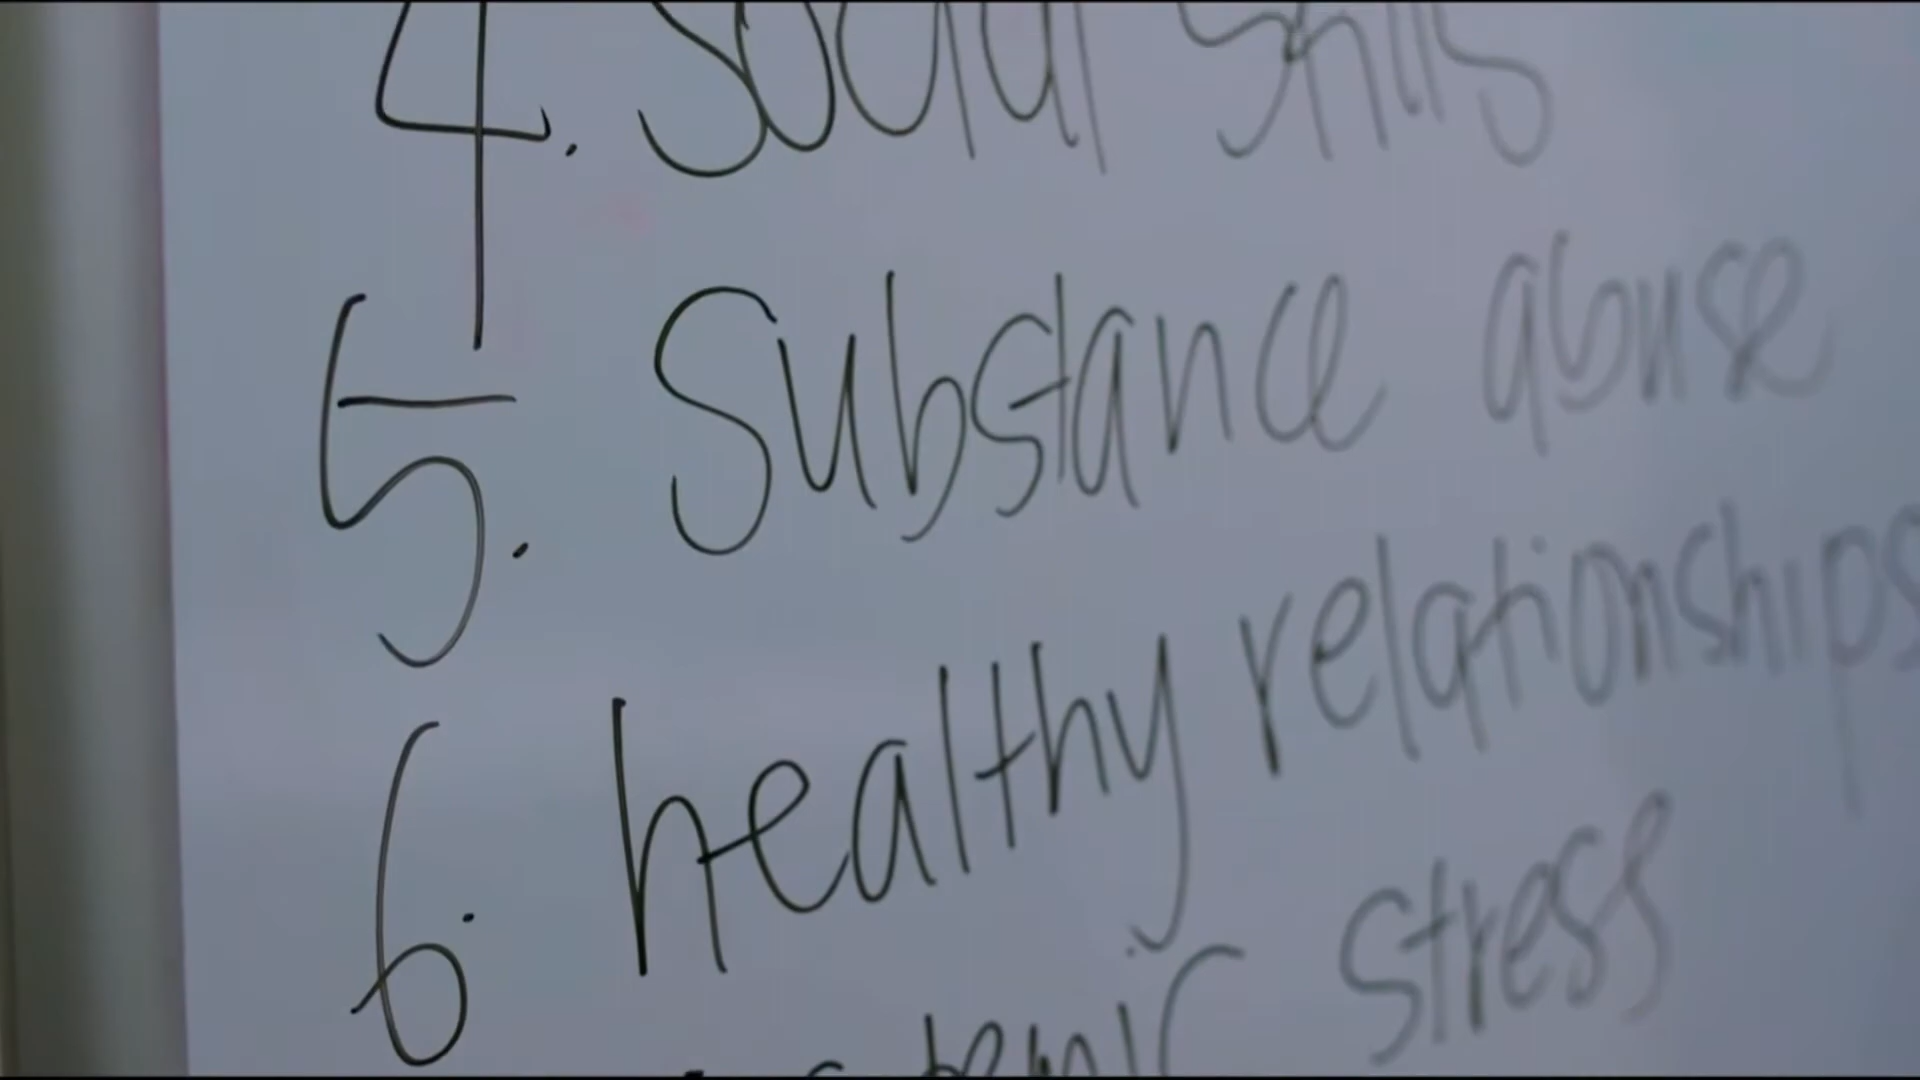 4. Social skills
5. Substance abuse
6. healthy relationships
stress